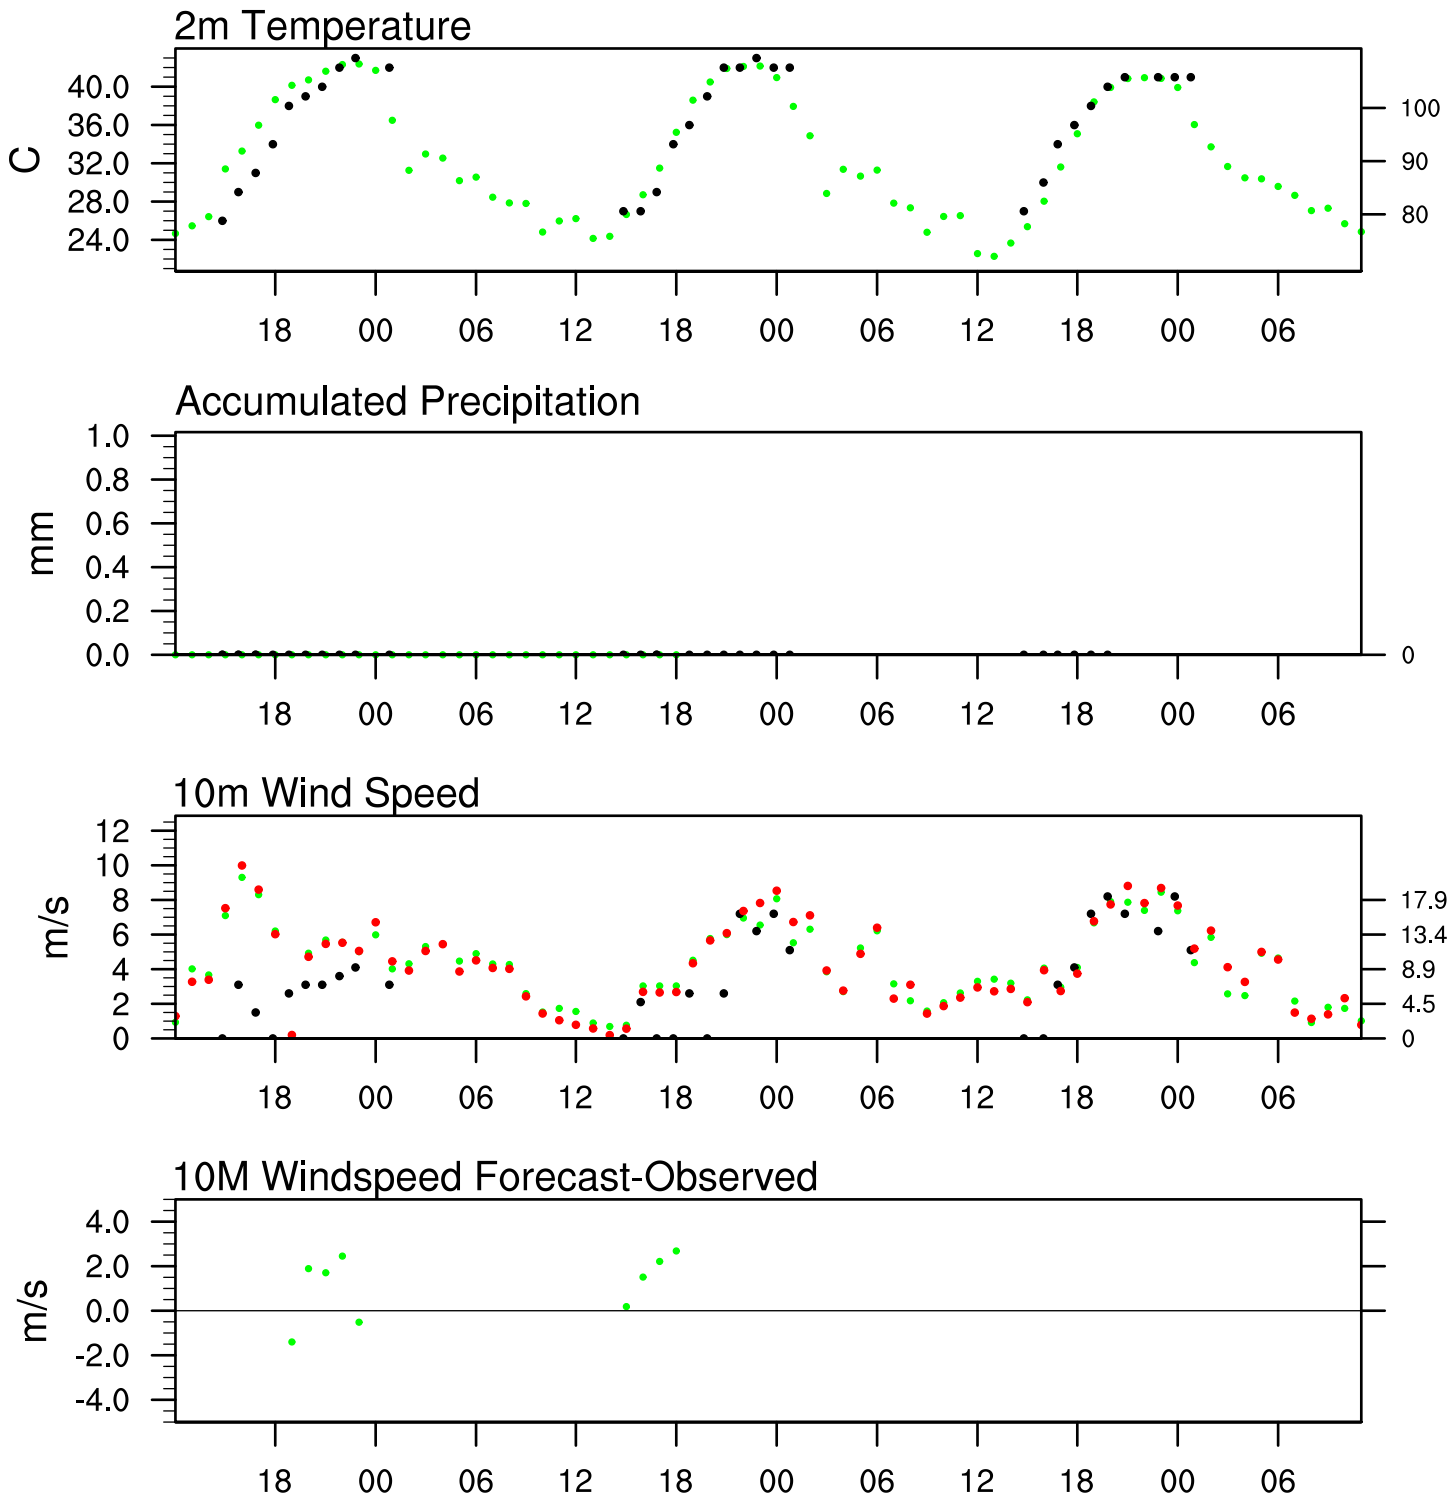 2m Temperature
40.0
36.0
32.0
28.0
24.0
C
100
90
80
18 00 06 12 18 00 06 12 18 00 06
Accumulated Precipitation
1.0
0.8
0.6
0.4
0.2
0.0
mm
0
18 00 06 12 18 00 06 12 18 00 06
10m Wind Speed
12
10
8
6
4
2
0
m/s
17.9
13.4
8.9
4.5
0
18 00 06 12 18 00 06 12 18 00 06
10M Windspeed Forecast-Observed
4.0
2.0
0.0
-2.0
-4.0
m/s
18 00 06 12 18 00 06 12 18 00 06